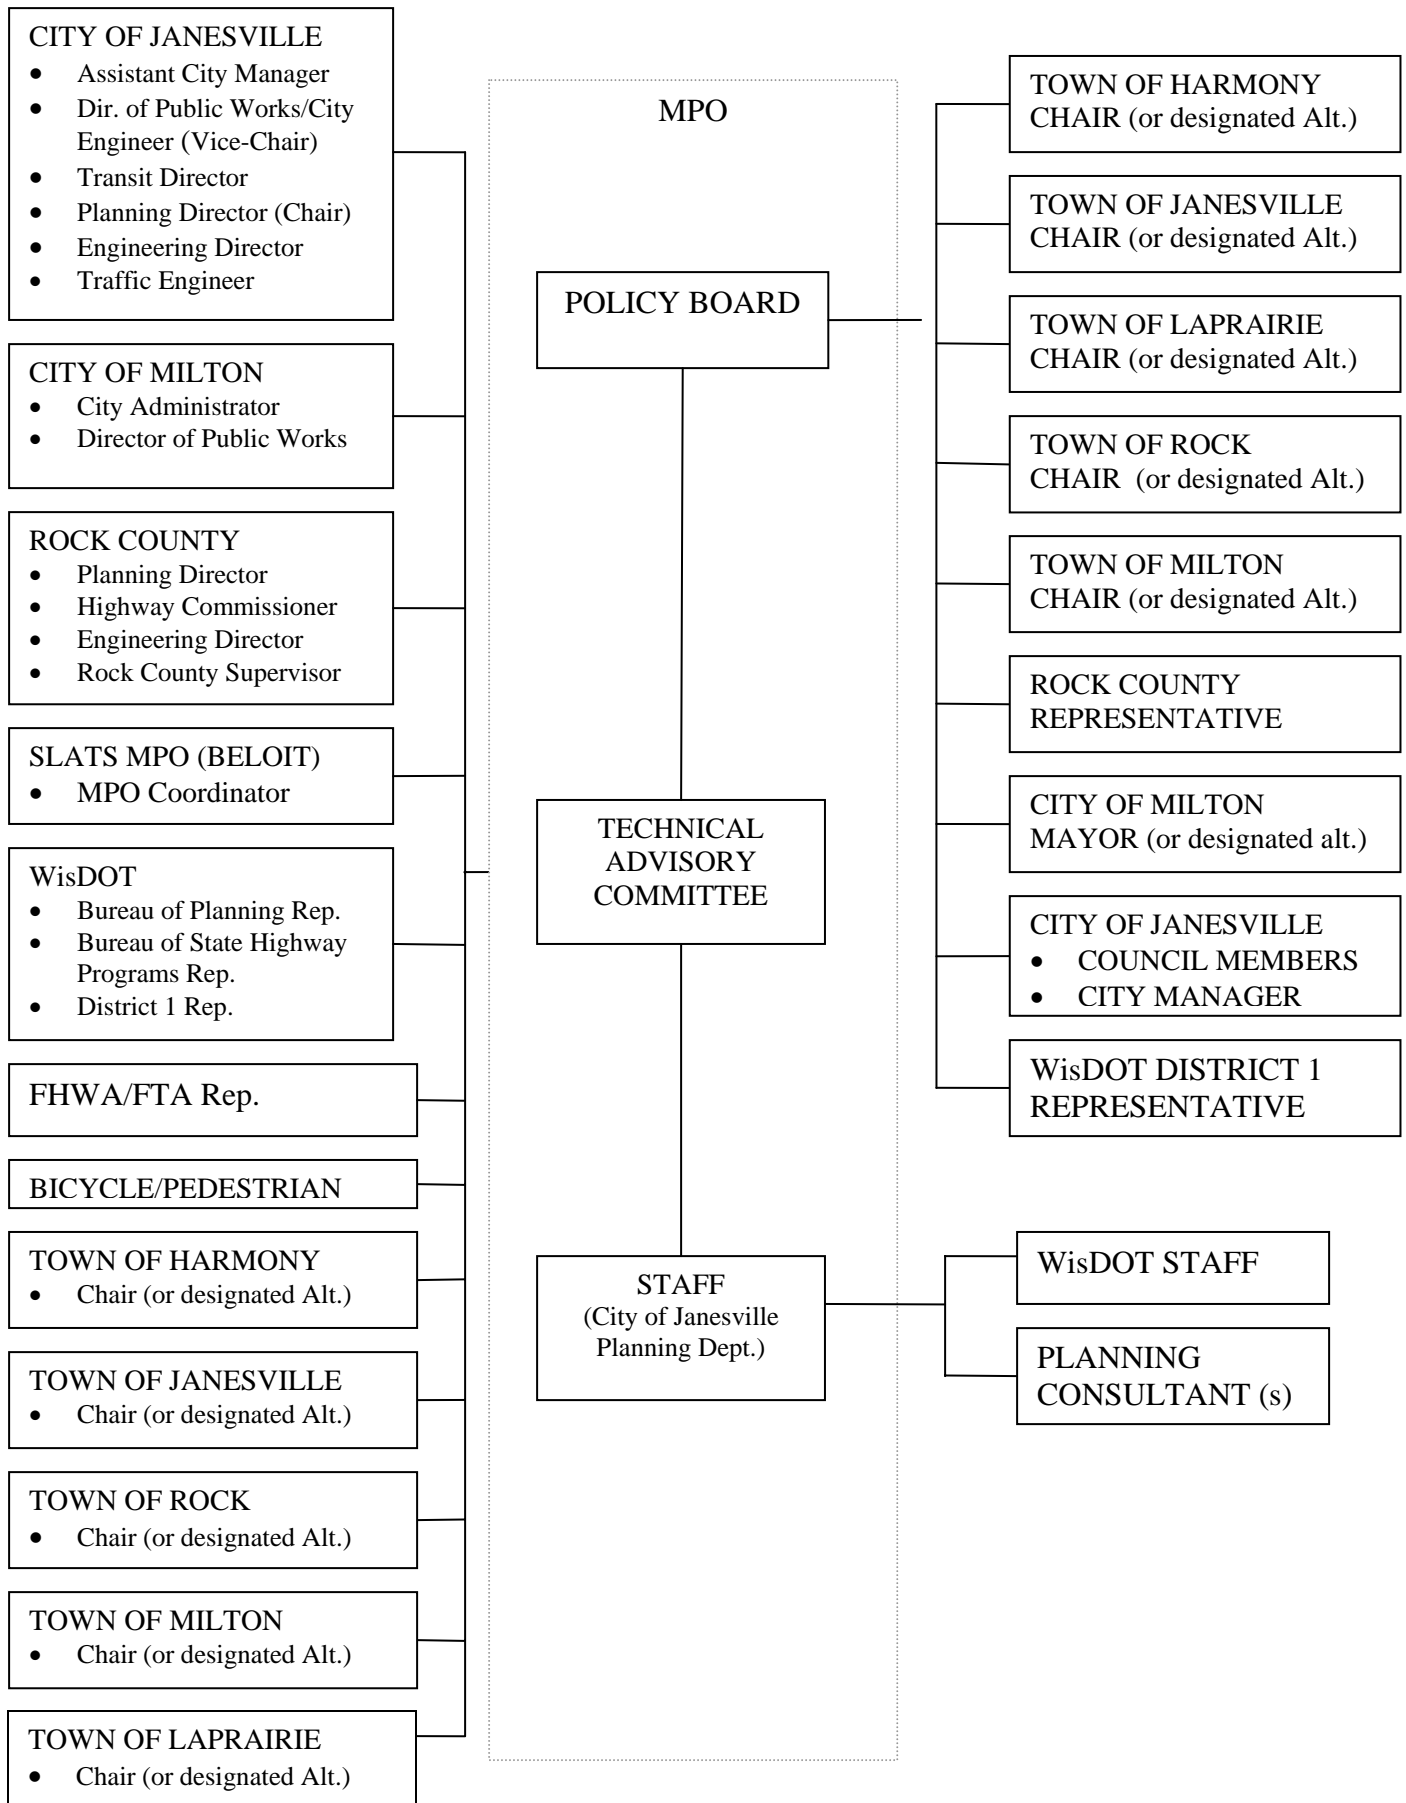 CITY OF JANESVILLE
• Assistant City Manager
• Dir. of Public Works/City
Engineer (Vice-Chair)
• Transit Director
• Planning Director (Chair)
• Engineering Director
• Traffic Engineer
CITY OF MILTON
• City Administrator
• Director of Public Works
ROCK COUNTY
• Planning Director
• Highway Commissioner
• Engineering Director
• Rock County Supervisor
SLATS MPO (BELOIT)
• MPO Coordinator
WisDOT
• Bureau of Planning Rep.
• Bureau of State Highway
Programs Rep.
• District 1 Rep.
FHWA/FTA Rep.
BICYCLE/PEDESTRIAN
TOWN OF HARMONY
• Chair (or designated Alt.)
TOWN OF JANESVILLE
• Chair (or designated Alt.)
TOWN OF ROCK
• Chair (or designated Alt.)
TOWN OF MILTON
• Chair (or designated Alt.)
TOWN OF LAPRAIRIE
• Chair (or designated Alt.)
MPO
POLICY BOARD
TECHNICAL
ADVISORY
COMMITTEE
STAFF
(City of Janesville
Planning Dept.)
TOWN OF HARMONY
CHAIR (or designated Alt.)
TOWN OF JANESVILLE
CHAIR (or designated Alt.)
TOWN OF LAPRAIRIE
CHAIR (or designated Alt.)
TOWN OF ROCK
CHAIR (or designated Alt.)
TOWN OF MILTON
CHAIR (or designated Alt.)
ROCK COUNTY
REPRESENTATIVE
CITY OF MILTON
MAYOR (or designated alt.)
CITY OF JANESVILLE
• COUNCIL MEMBERS
• CITY MANAGER
WisDOT DISTRICT 1
REPRESENTATIVE
WisDOT STAFF
PLANNING
CONSULTANT (s)